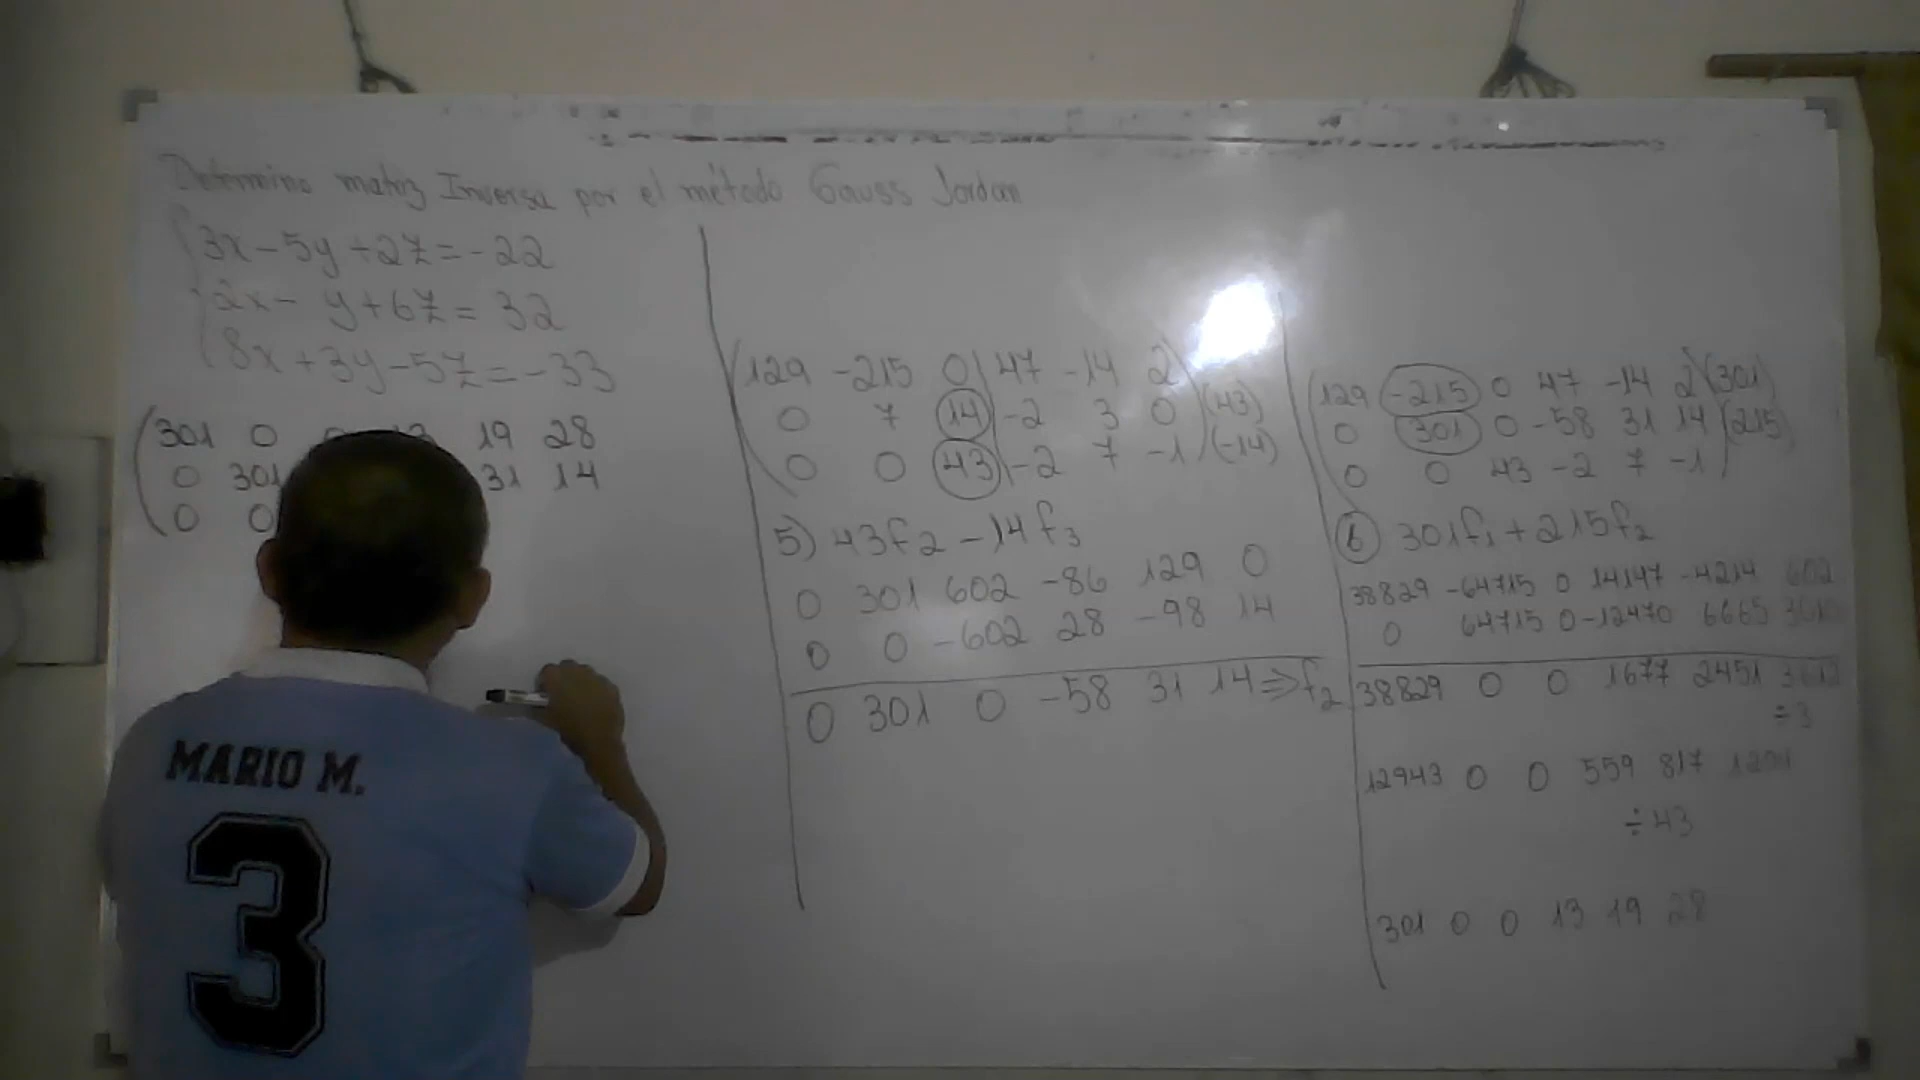 Determine matriz Inversa por el método Gauss Jordan
3x - 5y + 2z = -22
2x - y + 6z = 32
8x + 3y - 5z = -33
301 0 0 13 19 28
0 301 31 14
0 0
129 -215 0 47 -14 2
0 7 14 -2 3 0 (43)
0 0 43 -2 7 -1 (-14)
5) 43f2 - 14f3
0 301 602 -86 129 0
0 0 -602 28 -98 14
0 301 0 -58 31 14 ⇒ f2
129 -215 0 47 -14 2 (301)
0 301 0 -58 31 14 (215)
0 0 43 -2 7 -1
6 301f1 + 215f2
38829 -64715 0 14147 -4214 602
0 64715 0 -12470 6665 3010
38829 0 0 1677 2451 3612
÷3
12943 0 0 559 817 1204
÷43
301 0 0 13 19 28
MARIO M.
3